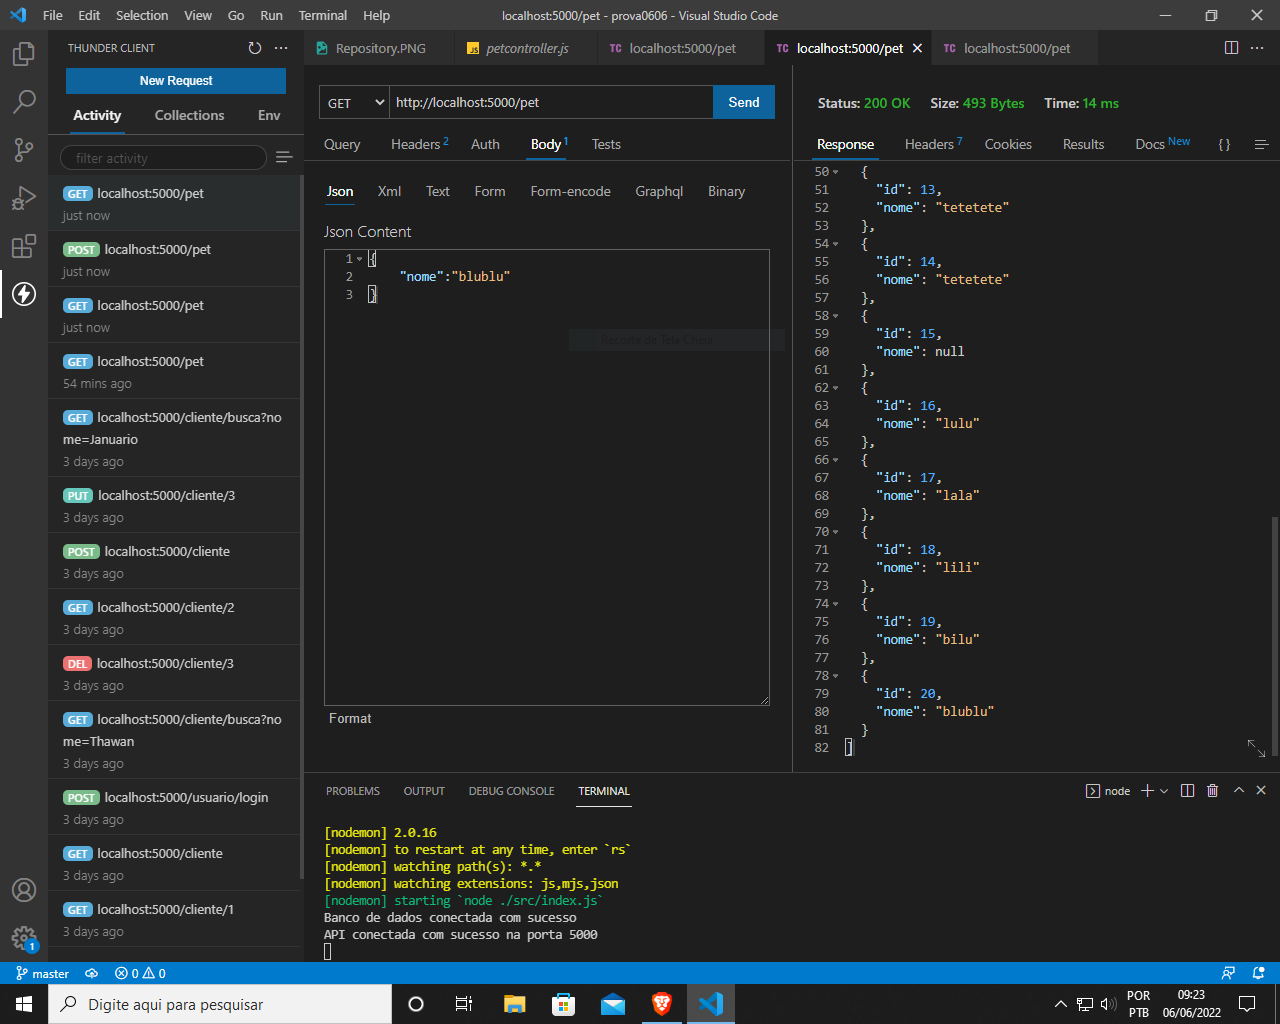 File Edit Selection View Go Run Terminal Help localhost:5000/pet - prova0606 - Visual Studio Code
THUNDER CLIENT
New Request
Activity Collections Env
filter activity
GET localhost:5000/pet
just now
POST localhost:5000/pet
just now
GET localhost:5000/pet
just now
GET localhost:5000/pet
54 mins ago
GET localhost:5000/cliente/busca?no
me=Januario
3 days ago
PUT localhost:5000/cliente/3
3 days ago
POST localhost:5000/cliente
3 days ago
GET localhost:5000/cliente/2
3 days ago
DEL localhost:5000/cliente/3
3 days ago
GET localhost:5000/cliente/busca?no
me=Thawan
3 days ago
POST localhost:5000/usuario/login
3 days ago
GET localhost:5000/cliente
3 days ago
GET localhost:5000/cliente/1
3 days ago
Repository.PNG JS petcontroller.js TC localhost:5000/pet TC localhost:5000/pet TC localhost:5000/pet
GET http://localhost:5000/pet Send
Query Headers 2 Auth Body 1 Tests
Json Xml Text Form Form-encode Graphql Binary
Json Content
1 {
2 "nome":"blublu"
3 }
Recorte de Tela Cheia
Format
Status: 200 OK Size: 493 Bytes Time: 14 ms
Response Headers 7 Cookies Results Docs New { }
50 {
51 "id": 13,
52 "nome": "tetetete"
53 },
54 {
55 "id": 14,
56 "nome": "tetetete"
57 },
58 {
59 "id": 15,
60 "nome": null
61 },
62 {
63 "id": 16,
64 "nome": "lulu"
65 },
66 {
67 "id": 17,
68 "nome": "lala"
69 },
70 {
71 "id": 18,
72 "nome": "lili"
73 },
74 {
75 "id": 19,
76 "nome": "bilu"
77 },
78 {
79 "id": 20,
80 "nome": "blublu"
81 }
82 ]
PROBLEMS OUTPUT DEBUG CONSOLE TERMINAL node
[nodemon] 2.0.16
[nodemon] to restart at any time, enter `rs`
[nodemon] watching path(s): *.*
[nodemon] watching extensions: js,mjs,json
[nodemon] starting `node ./src/index.js`
Banco de dados conectada com sucesso
API conectada com sucesso na porta 5000
1
master 0 0
Digite aqui para pesquisar
POR
PTB
09:23
06/06/2022